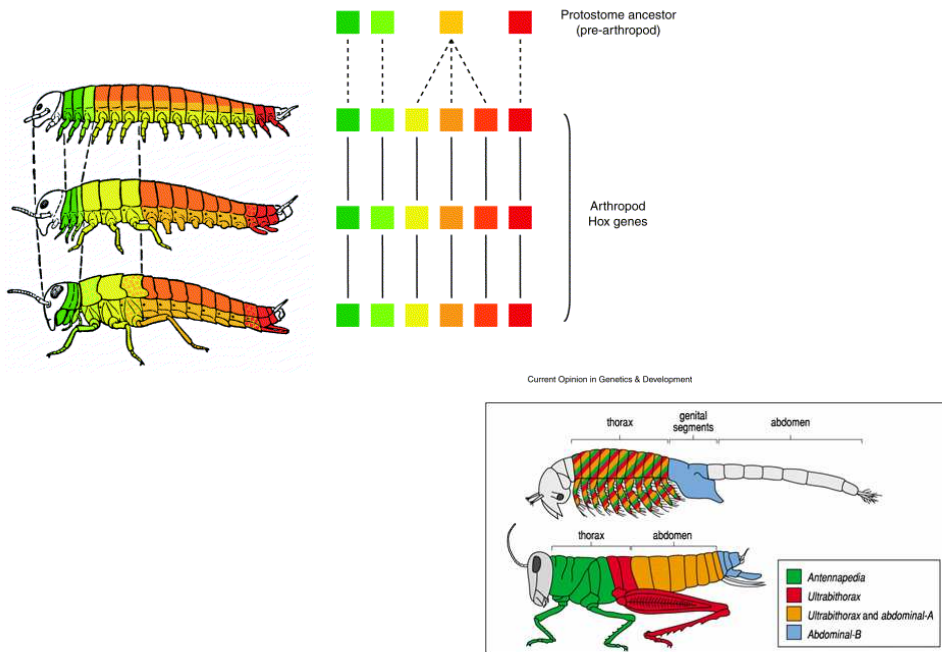 Protostome ancestor
(pre-arthropod)
Arthropod
Hox genes
Current Opinion in Genetics & Development
thorax
genital
segments
abdomen
thorax
abdomen
Antennapedia
Ultrabithorax
Ultrabithorax and abdominal-A
Abdominal-B